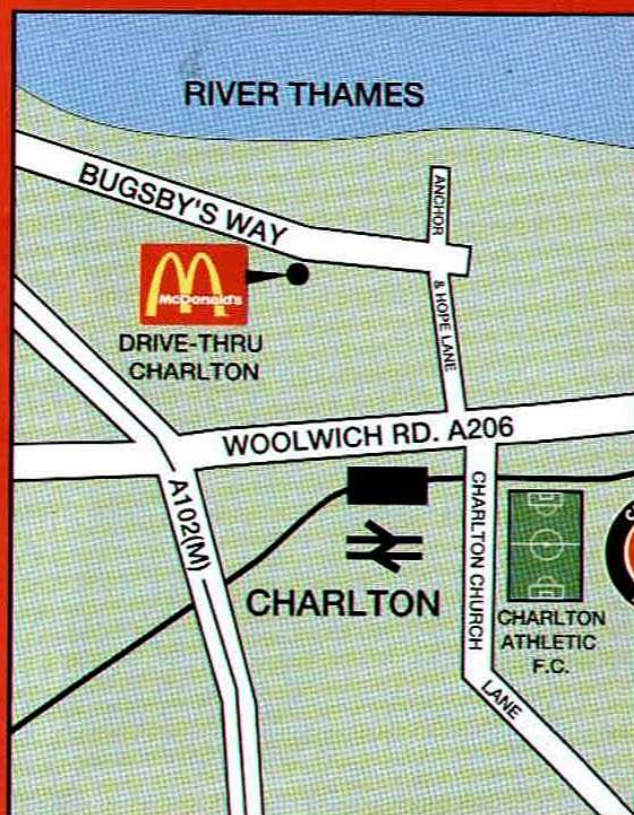 RIVER THAMES
BUGSBY'S WAY
ANCHOR
& HOPE LANE
McDonald's
DRIVE-THRU
CHARLTON
WOOLWICH RD. A206
A102(M)
CHARLTON
CHARLTON CHURCH
LANE
CHARLTON
ATHLETIC
F.C.